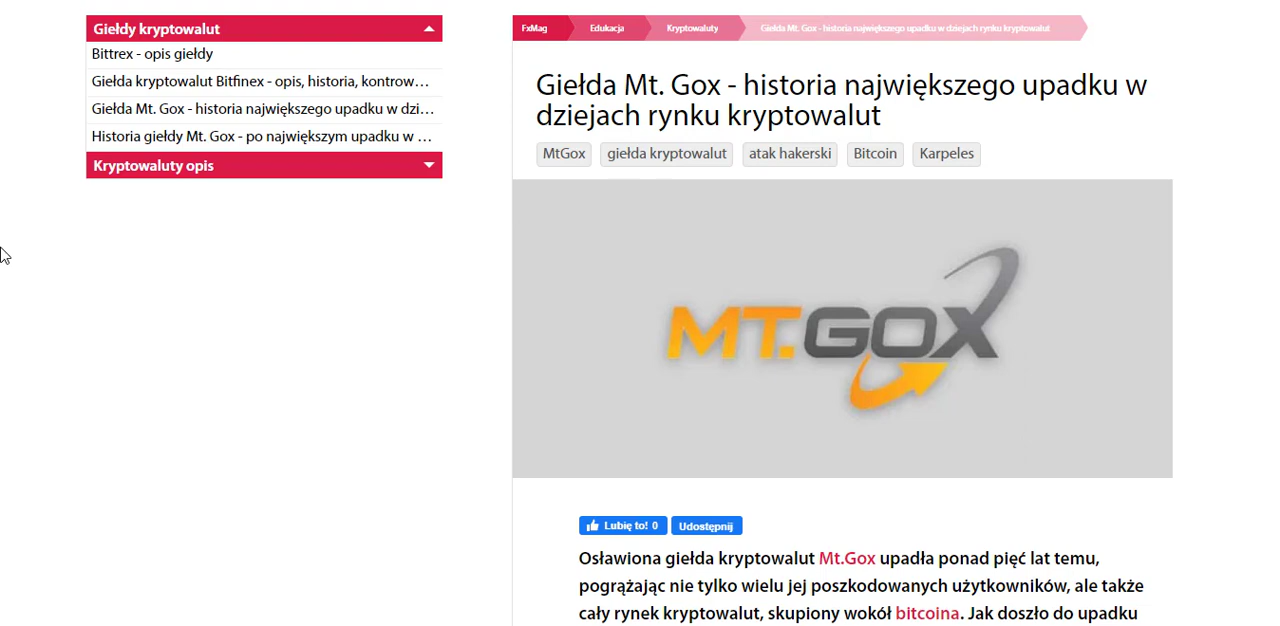 Giełdy kryptowalut
Bittrex - opis giełdy
Giełda kryptowalut Bitfinex - opis, historia, kontrow…
Giełda Mt. Gox - historia największego upadku w dzi…
Historia giełdy Mt. Gox - po największym upadku w …
Kryptowaluty opis
FxMag Edukacja Kryptowaluty Giełda Mt. Gox - historia największego upadku w dziejach rynku kryptowalut
Giełda Mt. Gox - historia największego upadku w
dziejach rynku kryptowalut
MtGox giełda kryptowalut atak hakerski Bitcoin Karpeles
MT.GOX
Lubię to! 0 Udostępnij
Osławiona giełda kryptowalut Mt.Gox upadła ponad pięć lat temu,
pogrążając nie tylko wielu jej poszkodowanych użytkowników, ale także
cały rynek kryptowalut, skupiony wokół bitcoina. Jak doszło do upadku